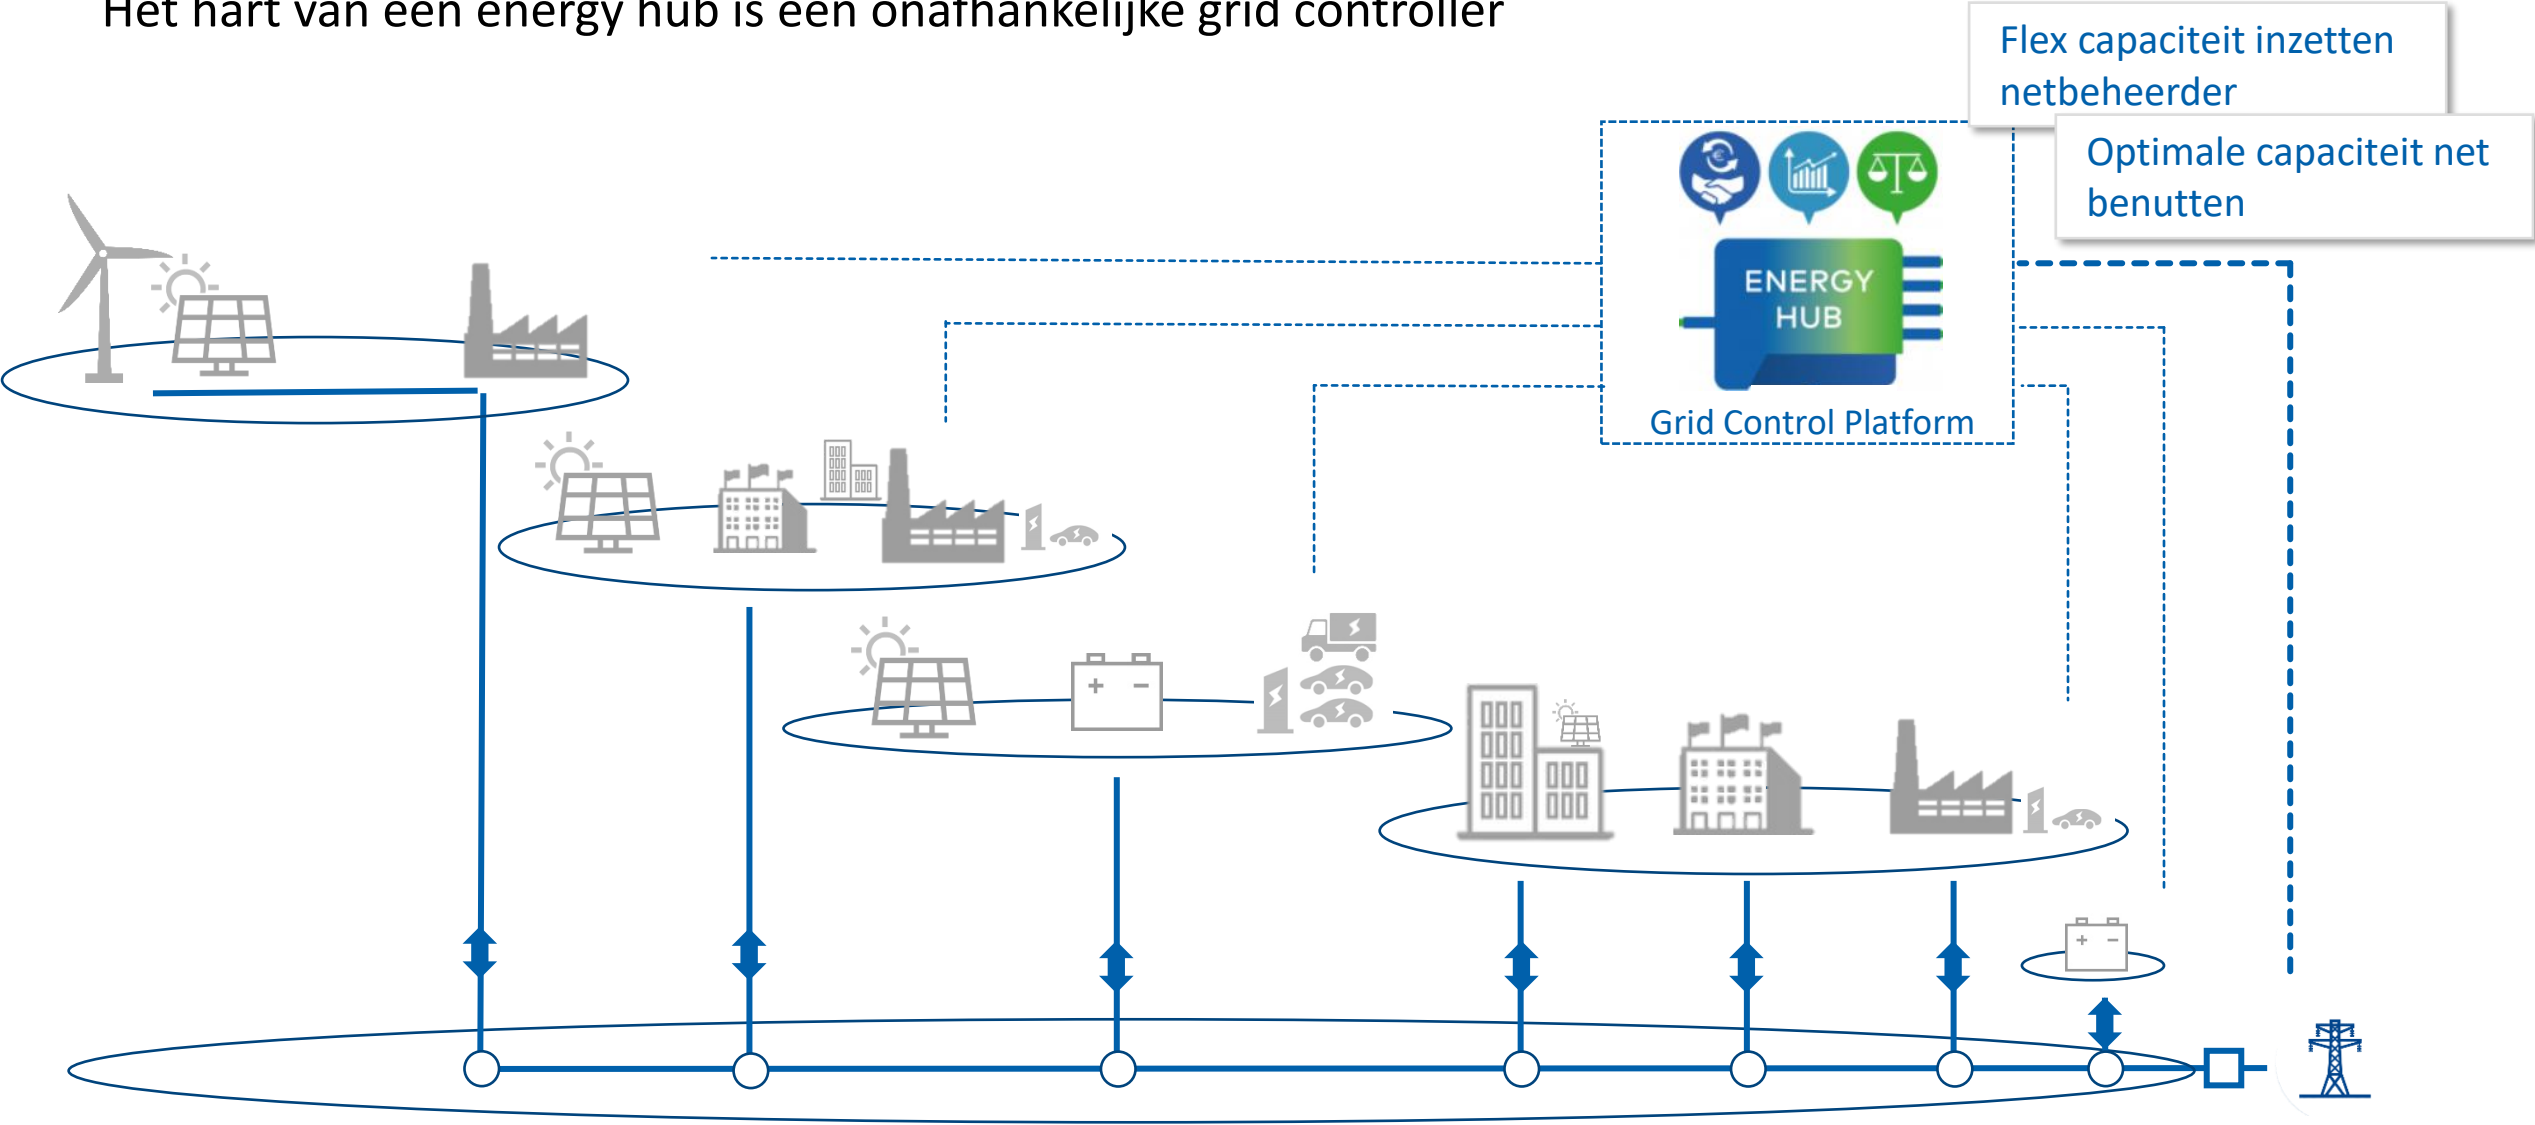 Het hart van een energy hub is een onafhankelijke grid controller
Flex capaciteit inzetten
netbeheerder
Optimale capaciteit net
benutten
ENERGY
HUB
Grid Control Platform